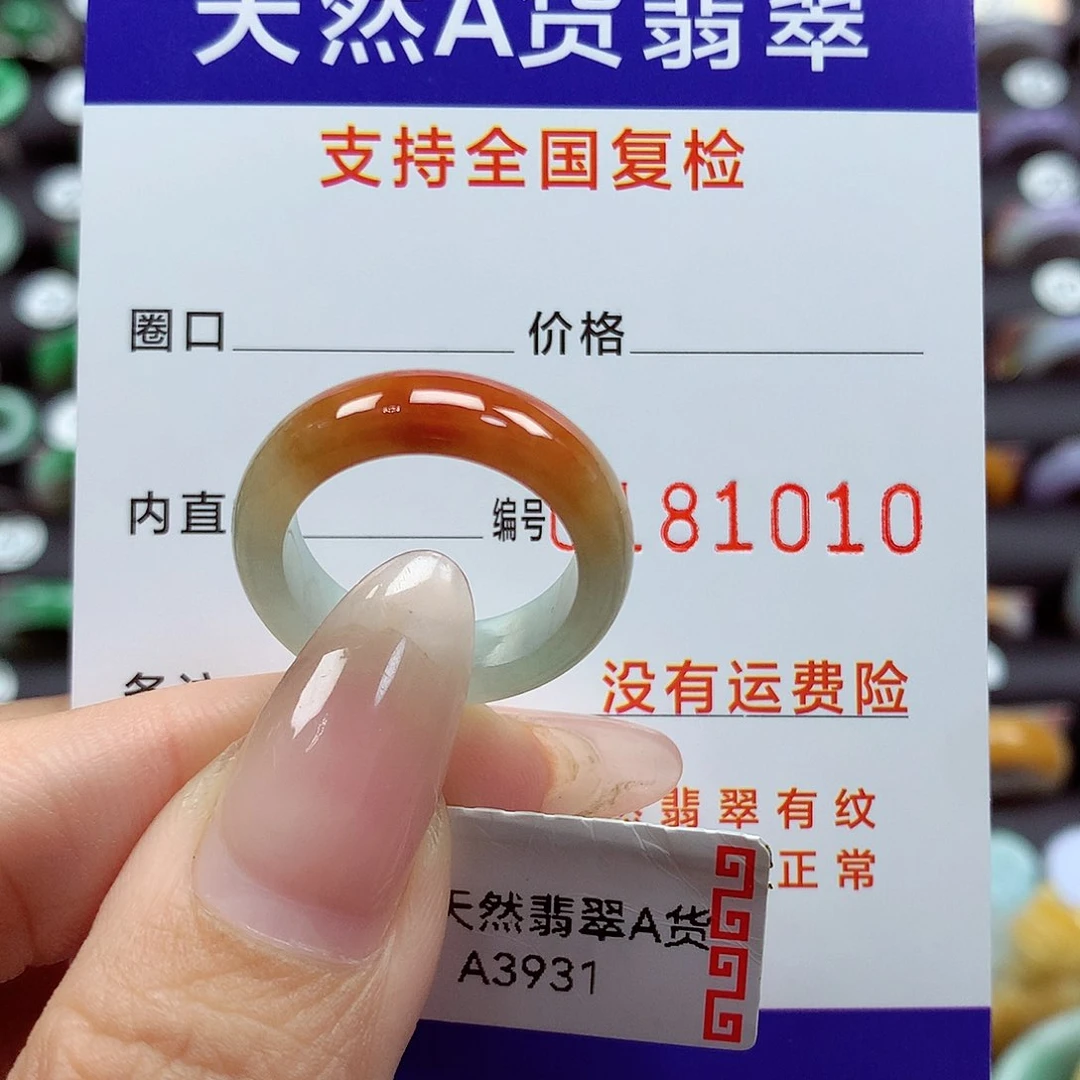 天然A货翡翠
支持全国复检
圈口 价格
内直 编号 181010
没有运费险
翡翠有纹
正常
天然翡翠A货
A3931